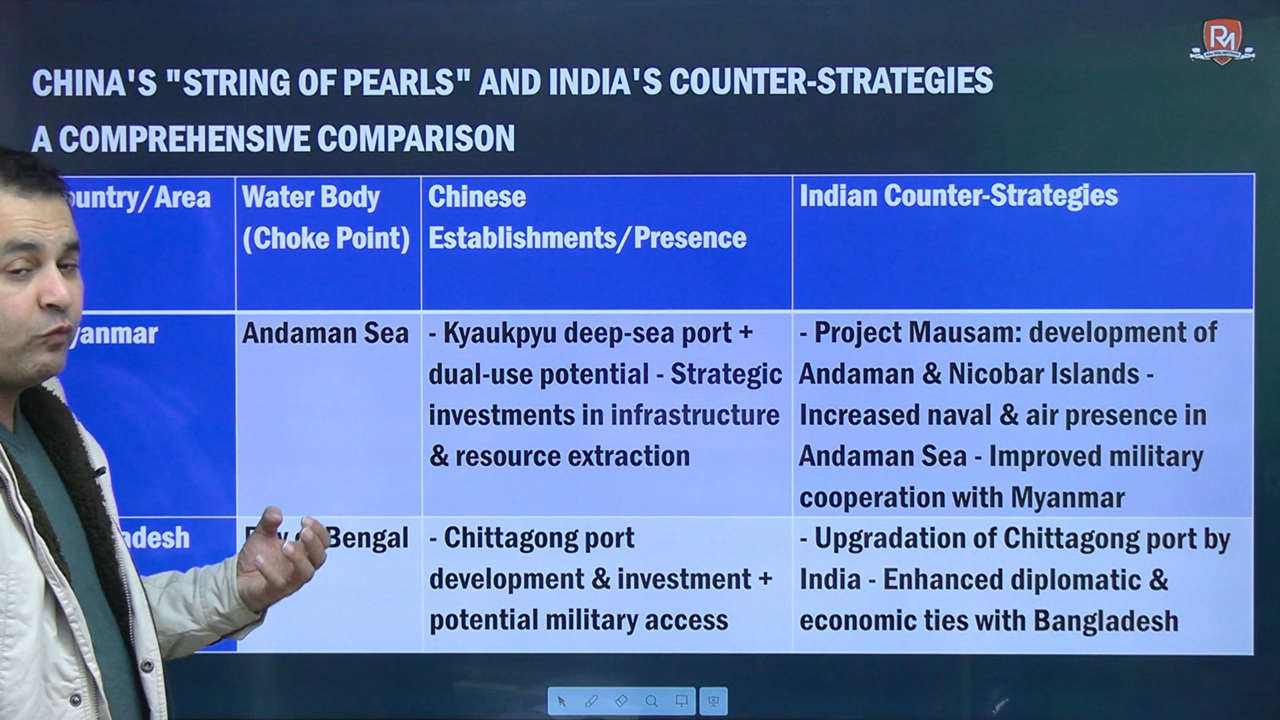 CHINA'S "STRING OF PEARLS" AND INDIA'S COUNTER-STRATEGIES
A COMPREHENSIVE COMPARISON
RM
ountry/Area
Water Body
(Choke Point)
Chinese
Establishments/Presence
Indian Counter-Strategies
yanmar
Andaman Sea
- Kyaukpyu deep-sea port +
dual-use potential - Strategic
investments in infrastructure
& resource extraction
- Project Mausam: development of
Andaman & Nicobar Islands -
Increased naval & air presence in
Andaman Sea - Improved military
cooperation with Myanmar
adesh
Bengal
- Chittagong port
development & investment +
potential military access
- Upgradation of Chittagong port by
India - Enhanced diplomatic &
economic ties with Bangladesh